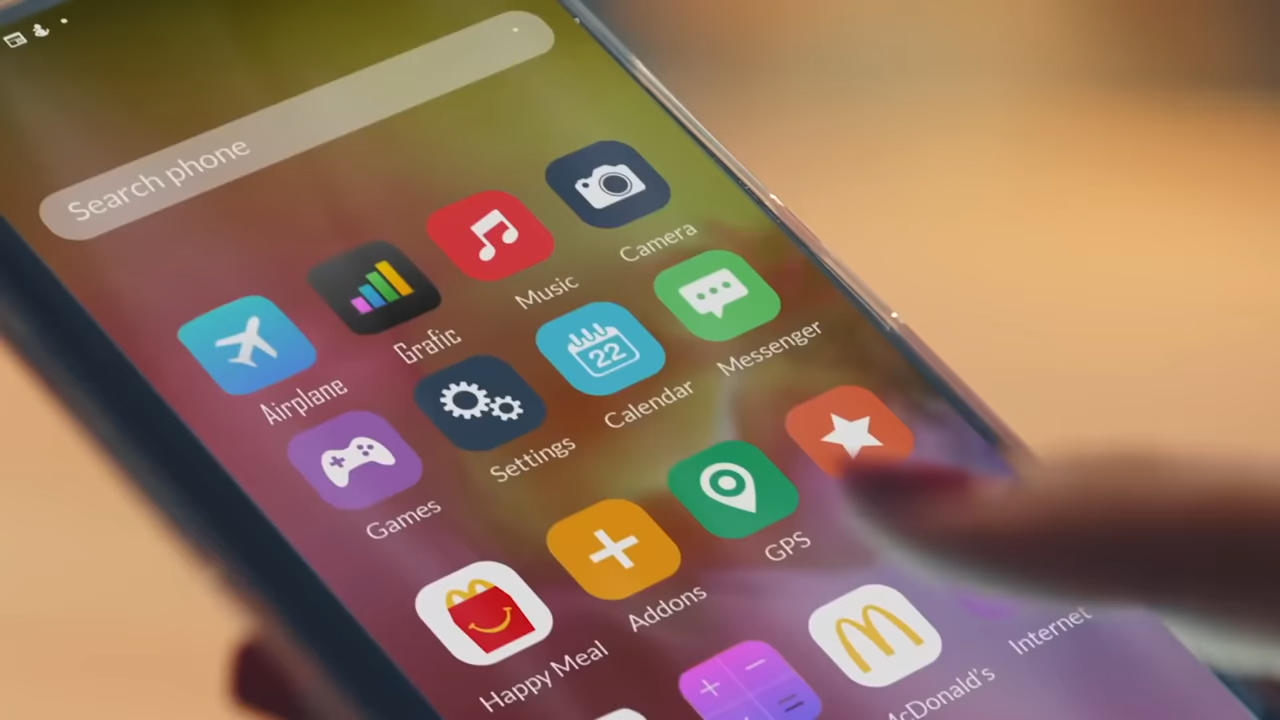 Search phone
Airplane
Grafic
Music
Camera
Games
Settings
Calendar
22
Messenger
Happy Meal
Addons
GPS
McDonald's
Internet